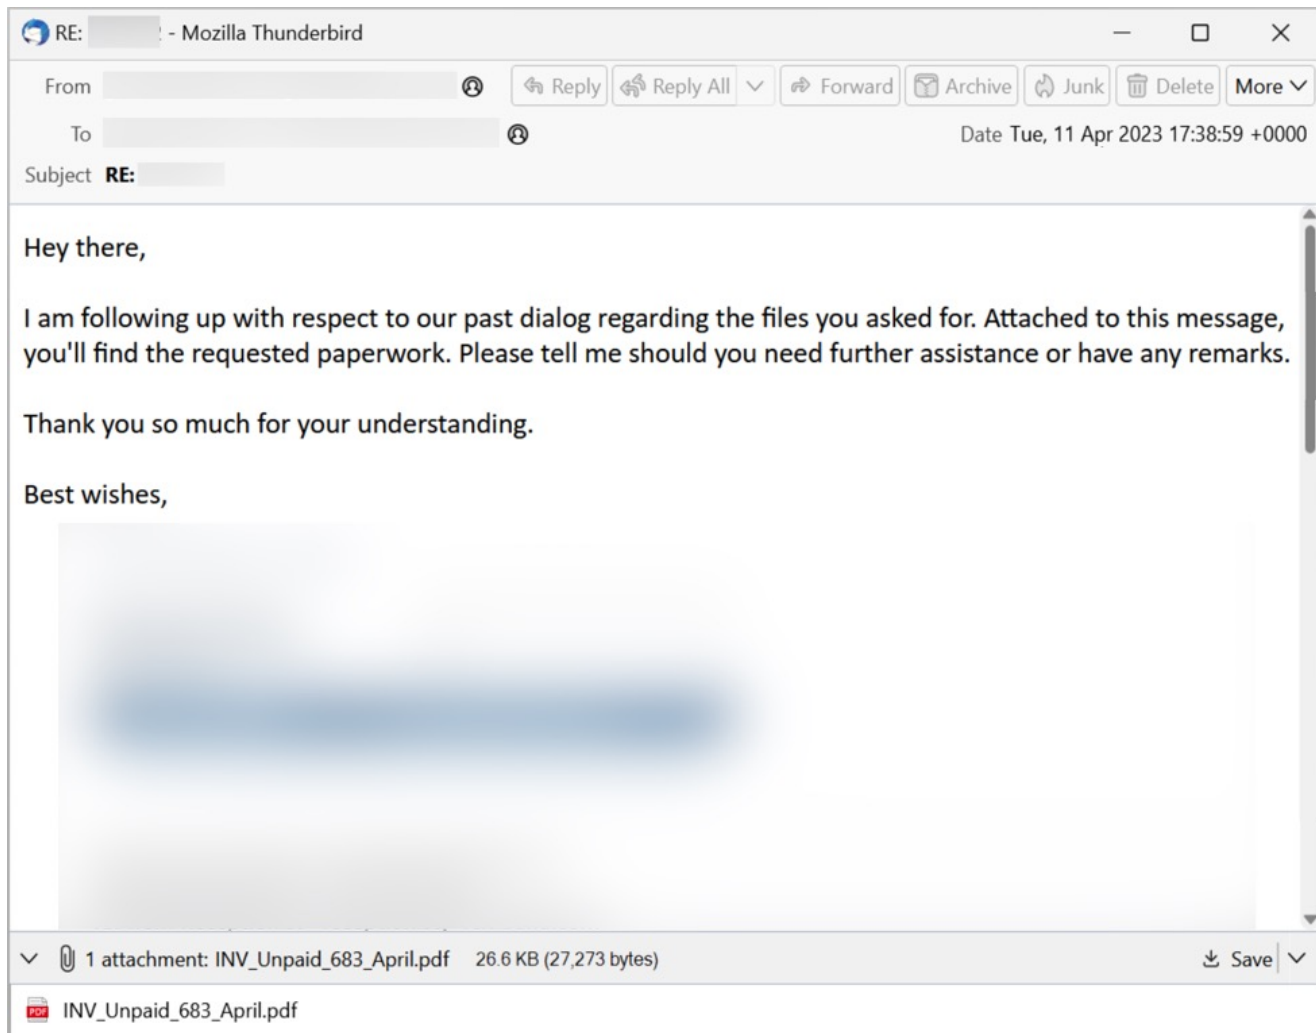 RE: - Mozilla Thunderbird
From Reply Reply All Forward Archive Junk Delete More
To Date Tue, 11 Apr 2023 17:38:59 +0000
Subject RE:
Hey there,
I am following up with respect to our past dialog regarding the files you asked for. Attached to this message,
you'll find the requested paperwork. Please tell me should you need further assistance or have any remarks.
Thank you so much for your understanding.
Best wishes,
1 attachment: INV_Unpaid_683_April.pdf 26.6 KB (27,273 bytes) Save
PDF INV_Unpaid_683_April.pdf